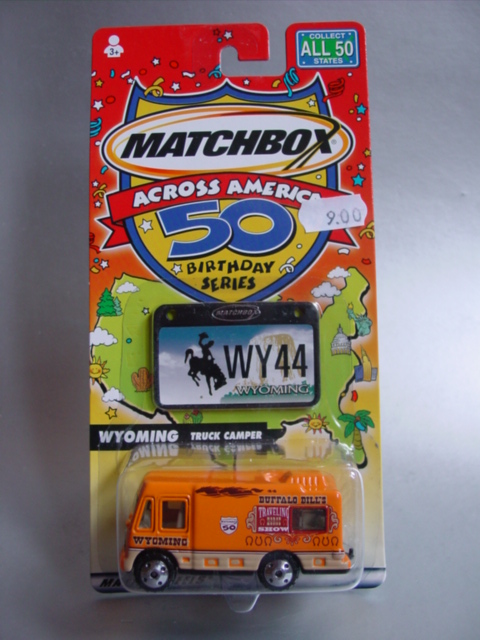 3+
COLLECT
ALL 50
STATES
MATCHBOX
ACROSS AMERICA
50
BIRTHDAY
SERIES
9.00
MATCHBOX
WY44
WYOMING
WYOMING TRUCK CAMPER
BUFFALO BILL'S
TRAVELING
SHOW
50
WYOMING